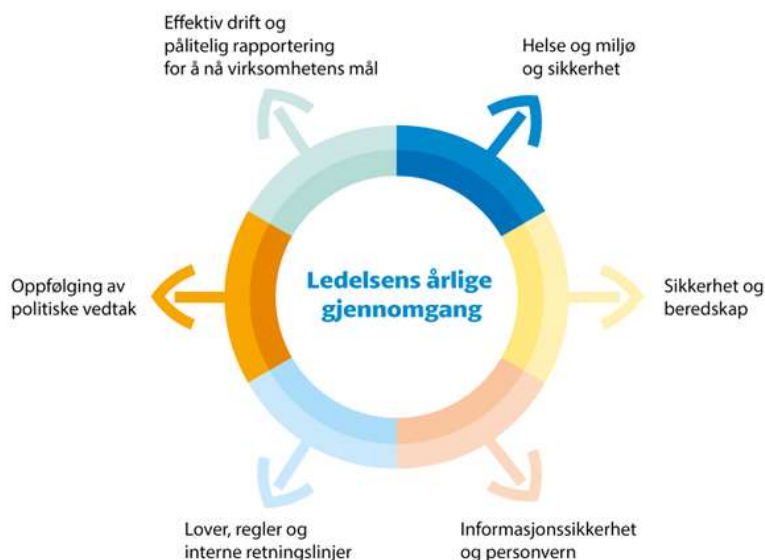 Effektiv drift og
pålitelig rapportering
for å nå virksomhetens mål
Helse og miljø
og sikkerhet
Ledelsens årlige
gjennomgang
Oppfølging av
politiske vedtak
Sikkerhet og
beredskap
Lover, regler og
interne retningslinjer
Informasjonssikkerhet
og personvern